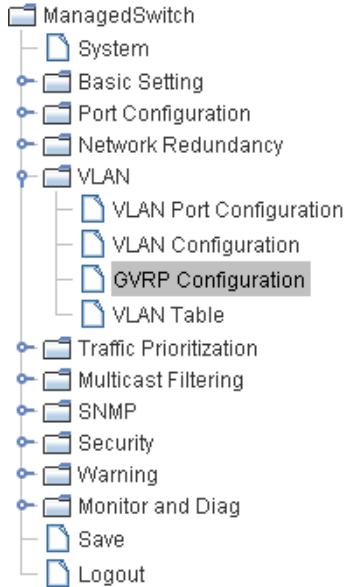 ManagedSwitch
System
Basic Setting
Port Configuration
Network Redundancy
VLAN
VLAN Port Configuration
VLAN Configuration
GVRP Configuration
VLAN Table
Traffic Prioritization
Multicast Filtering
SNMP
Security
Warning
Monitor and Diag
Save
Logout